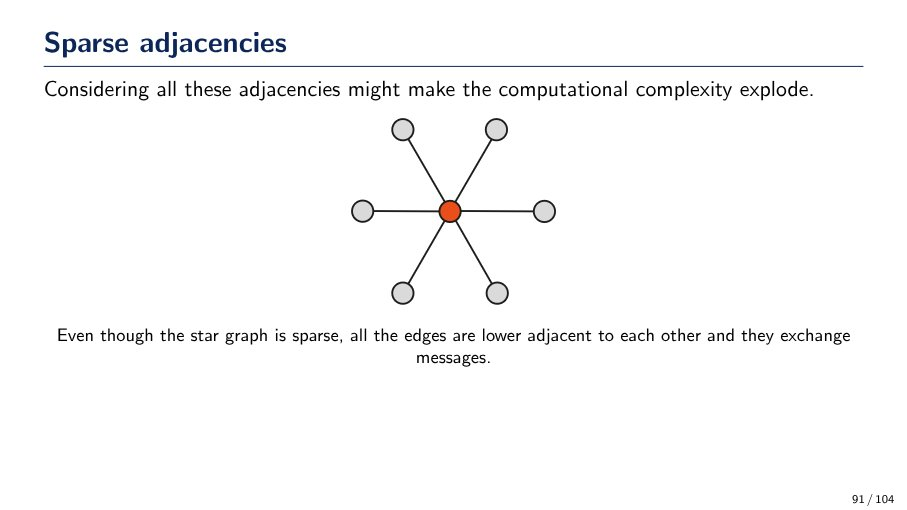 Sparse adjacencies
Considering all these adjacencies might make the computational complexity explode.
Even though the star graph is sparse, all the edges are lower adjacent to each other and they exchange
messages.
91 / 104